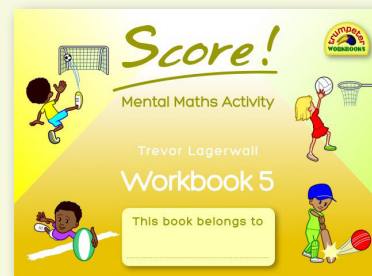 Score!
trumpeter
WORKBOOKS
Mental Maths Activity
Trevor Lagerwall
Workbook 5
This book belongs to